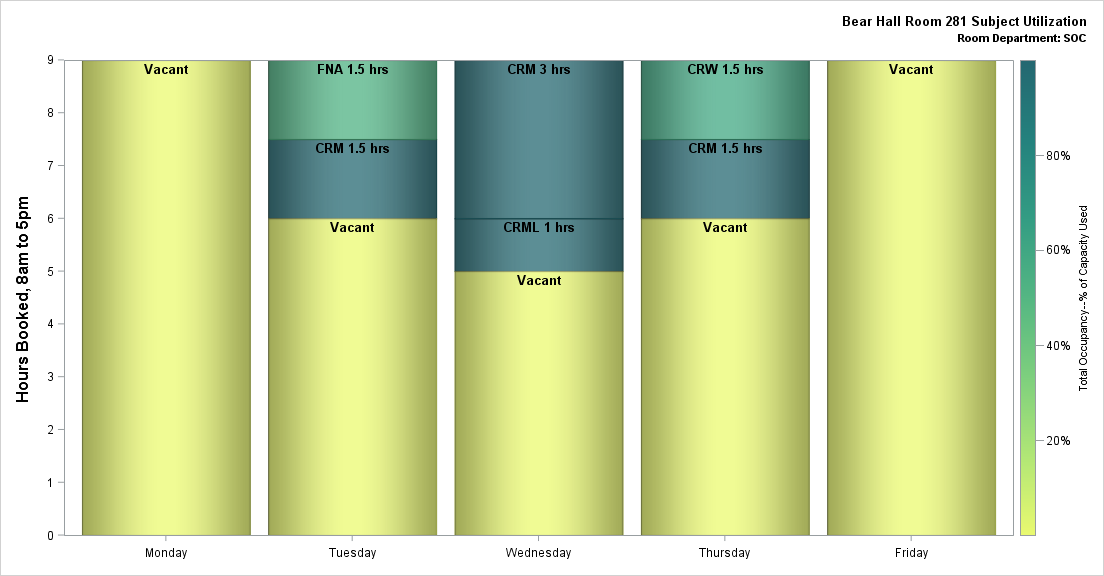 Bear Hall Room 281 Subject Utilization
Room Department: SOC
Hours Booked, 8am to 5pm
9
8
7
6
5
4
3
2
1
0
Vacant
FNA 1.5 hrs
CRM 1.5 hrs
Vacant
CRM 3 hrs
CRML 1 hrs
Vacant
CRW 1.5 hrs
CRM 1.5 hrs
Vacant
Vacant
Monday
Tuesday
Wednesday
Thursday
Friday
80%
60%
40%
20%
Total Occupancy--% of Capacity Used